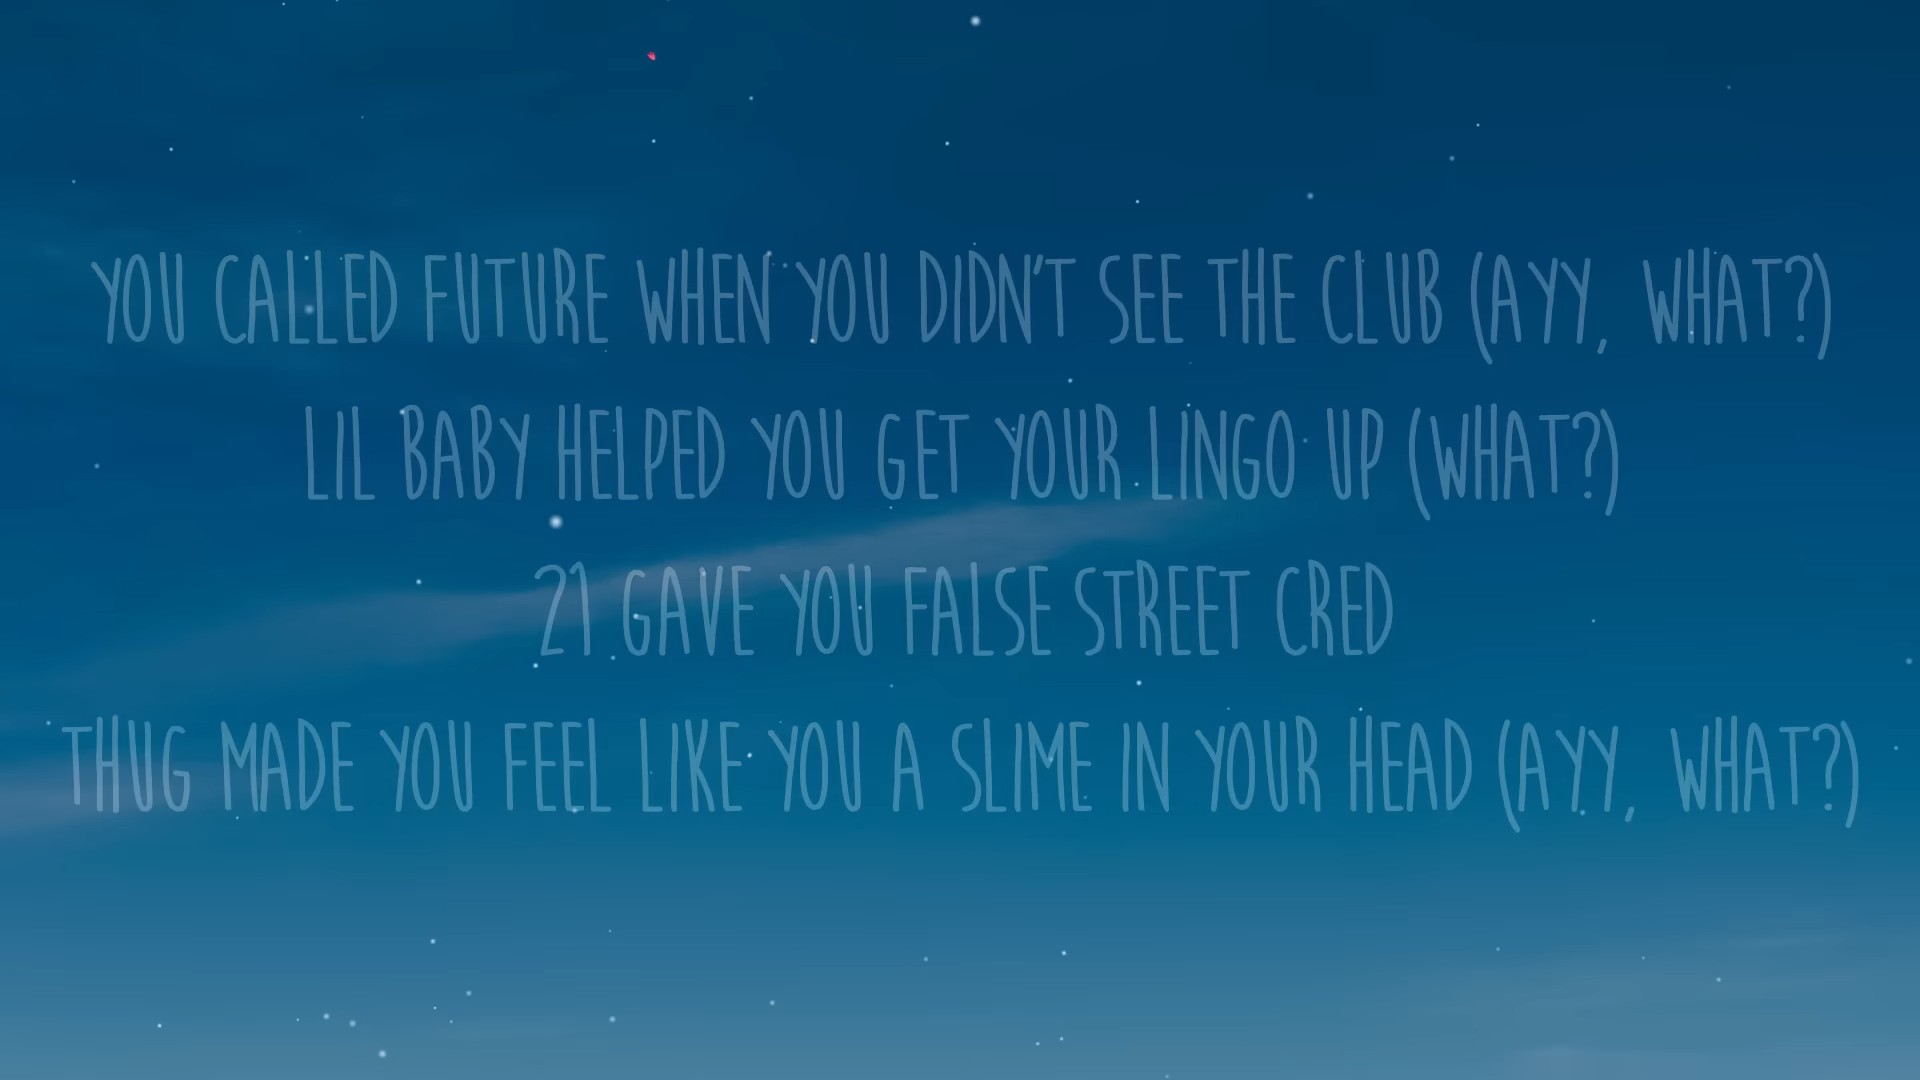 YOU CALLED FUTURE WHEN YOU DIDN'T SEE THE CLUB (AYY, WHAT?)
LIL BABY HELPED YOU GET YOUR LINGO UP (WHAT?)
21 GAVE YOU FALSE STREET CRED
THUG MADE YOU FEEL LIKE YOU A SLIME IN YOUR HEAD (AYY, WHAT?)